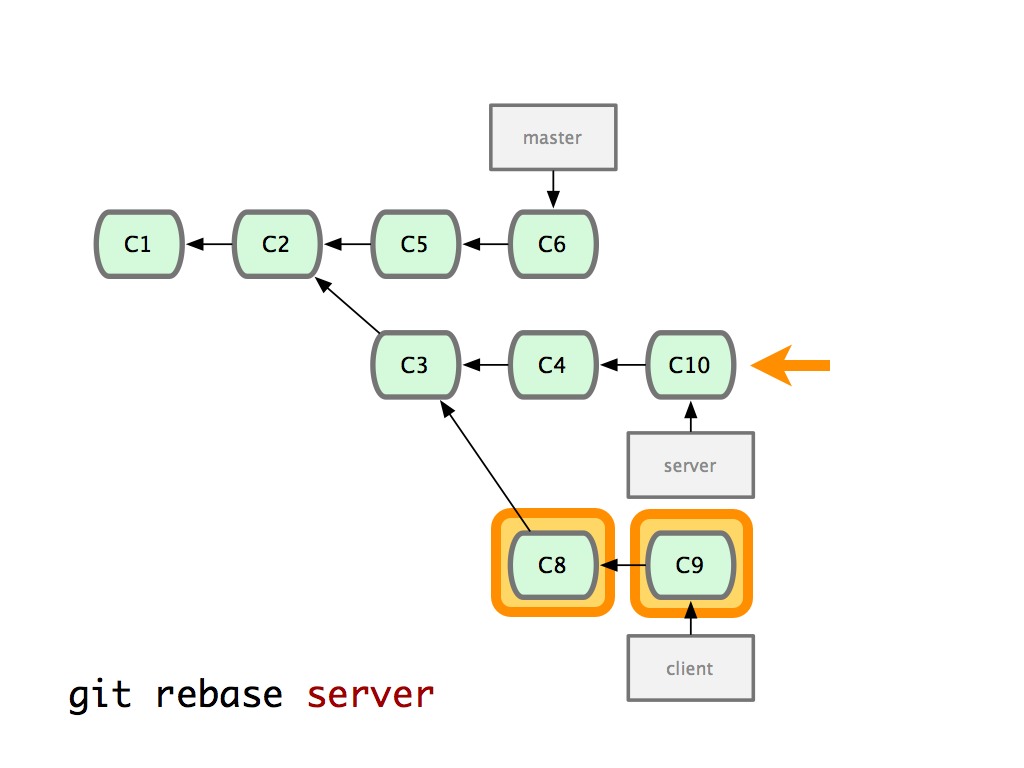 master
C1 C2 C5 C6
C3 C4 C10
server
C8 C9
client
git rebase server